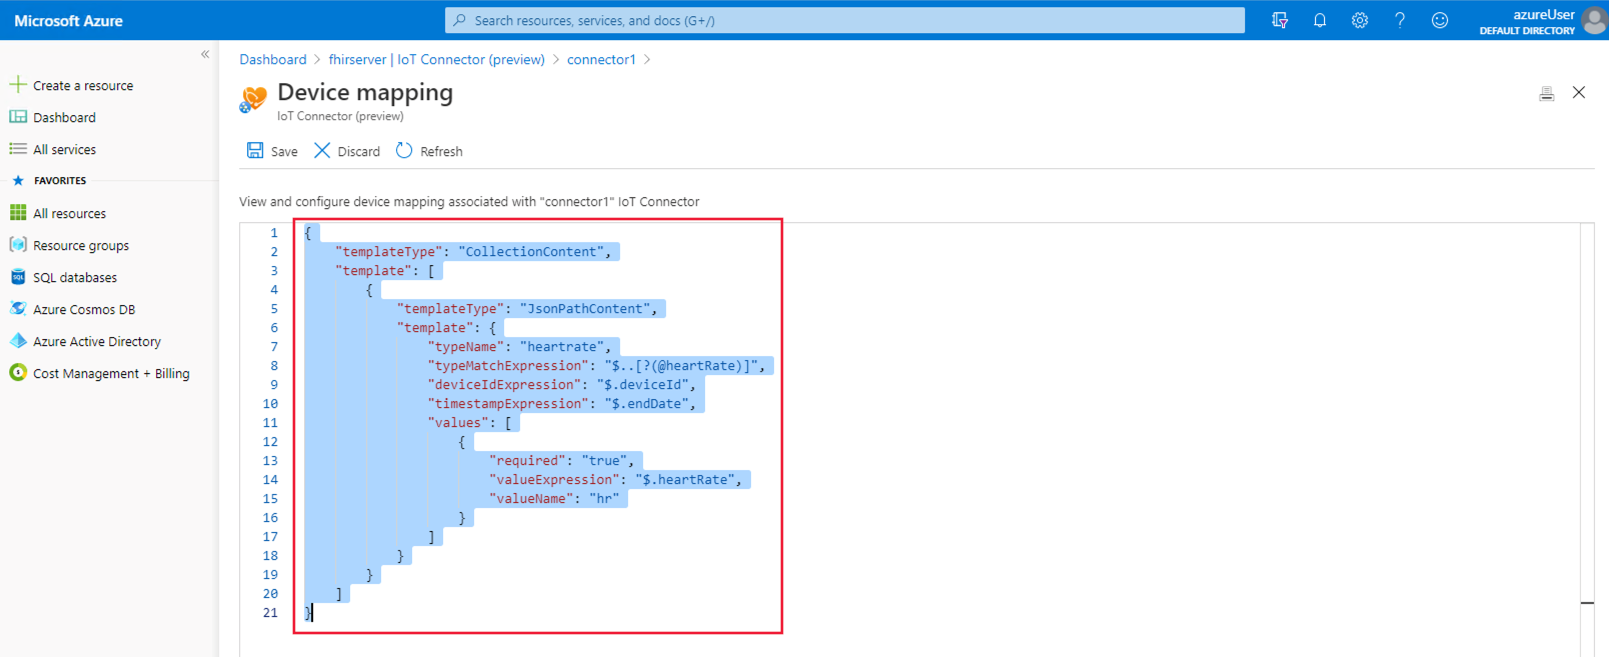 Microsoft Azure
Search resources, services, and docs (G+/)
azureUser
DEFAULT DIRECTORY
«
Create a resource
Dashboard
All services
FAVORITES
All resources
Resource groups
SQL databases
Azure Cosmos DB
Azure Active Directory
Cost Management + Billing
Dashboard > fhirserver | IoT Connector (preview) > connector1 >
Device mapping
IoT Connector (preview)
Save Discard Refresh
View and configure device mapping associated with "connector1" IoT Connector
1 {
2 "templateType": "CollectionContent",
3 "template": [
4 {
5 "templateType": "JsonPathContent",
6 "template": {
7 "typeName": "heartrate",
8 "typeMatchExpression": "$..[?(@heartRate)]",
9 "deviceIdExpression": "$.deviceId",
10 "timestampExpression": "$.endDate",
11 "values": [
12 {
13 "required": "true",
14 "valueExpression": "$.heartRate",
15 "valueName": "hr"
16 }
17 ]
18 }
19 }
20 ]
21 }